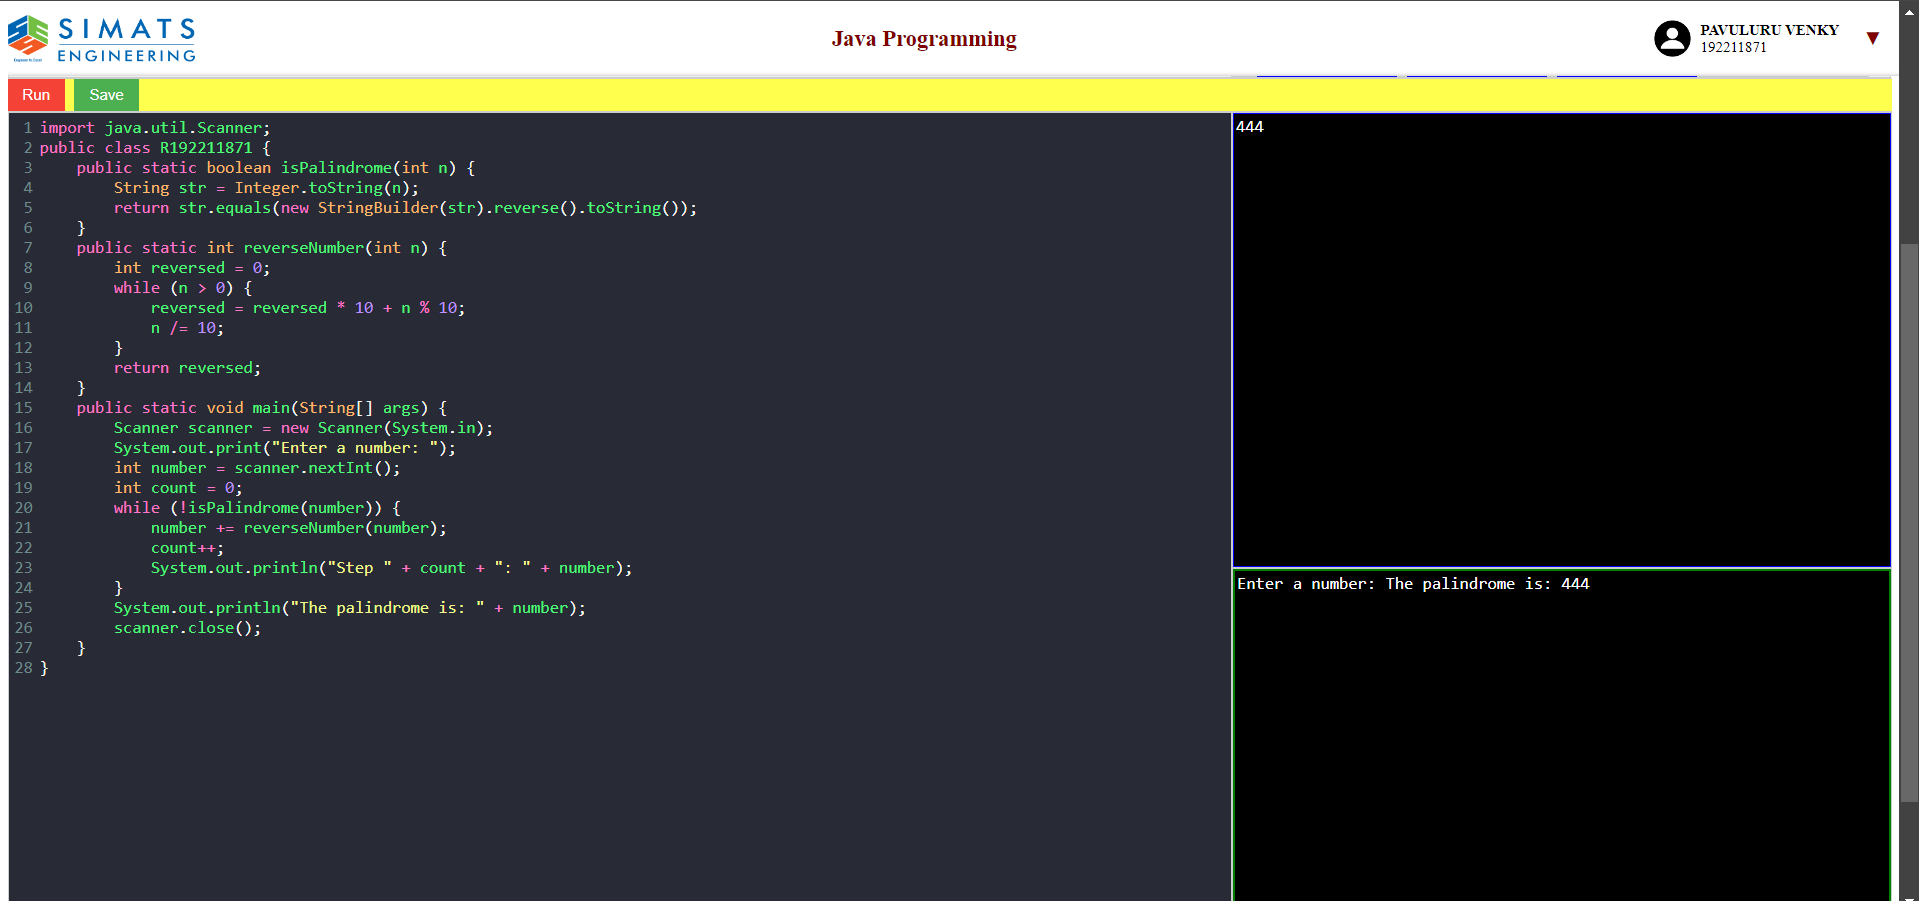 SIMATS
ENGINEERING
Engineer to Excel
Java Programming
PAVULURU VENKY
192211871
▼
Run Save
1 import java.util.Scanner;
2 public class R192211871 {
3     public static boolean isPalindrome(int n) {
4         String str = Integer.toString(n);
5         return str.equals(new StringBuilder(str).reverse().toString());
6     }
7     public static int reverseNumber(int n) {
8         int reversed = 0;
9         while (n > 0) {
10             reversed = reversed * 10 + n % 10;
11             n /= 10;
12         }
13         return reversed;
14     }
15     public static void main(String[] args) {
16         Scanner scanner = new Scanner(System.in);
17         System.out.print("Enter a number: ");
18         int number = scanner.nextInt();
19         int count = 0;
20         while (!isPalindrome(number)) {
21             number += reverseNumber(number);
22             count++;
23             System.out.println("Step " + count + ": " + number);
24         }
25         System.out.println("The palindrome is: " + number);
26         scanner.close();
27     }
28 }
444
Enter a number: The palindrome is: 444